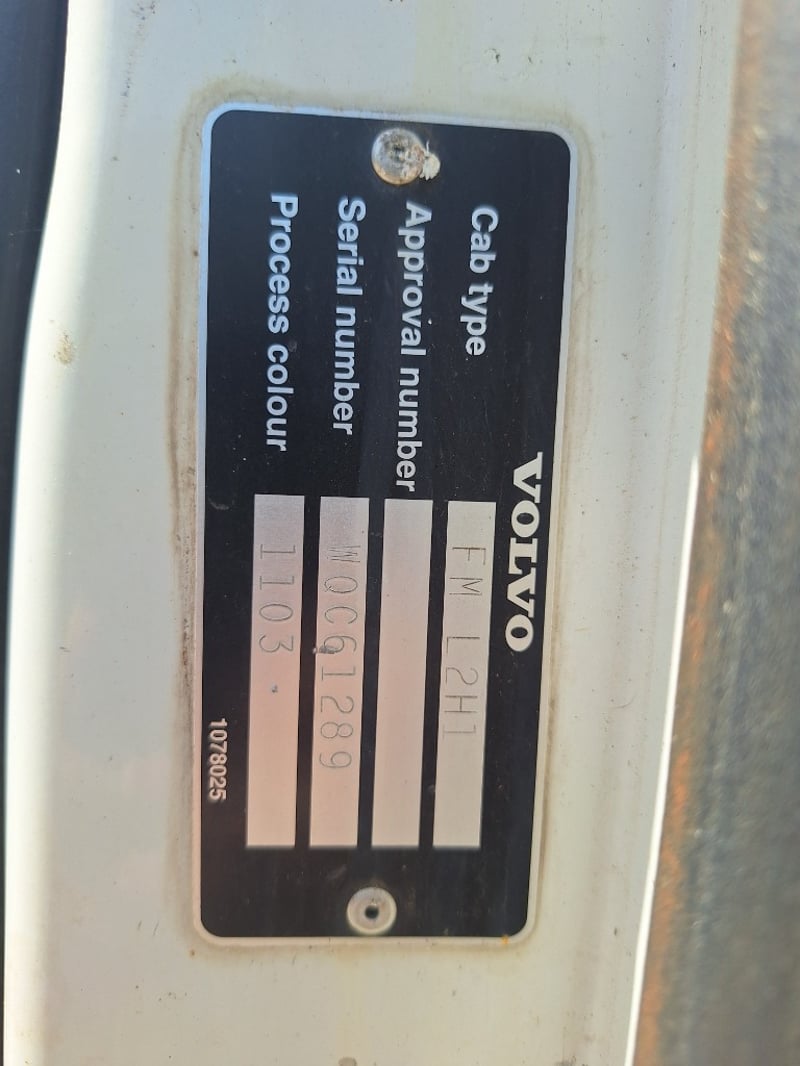 VOLVO
Cab type FM L2H1
Approval number
Serial number WOC61289
Process colour 1103
1078025